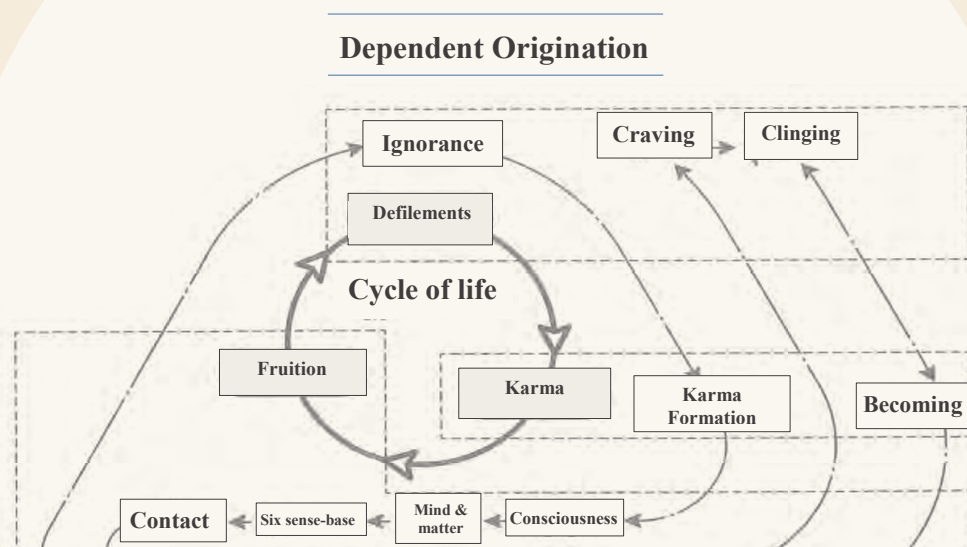 Dependent Origination
Ignorance
Craving
Clinging
Defilements
Cycle of life
Fruition
Karma
Karma
Formation
Becoming
Contact
Six sense-base
Mind &
matter
Consciousness